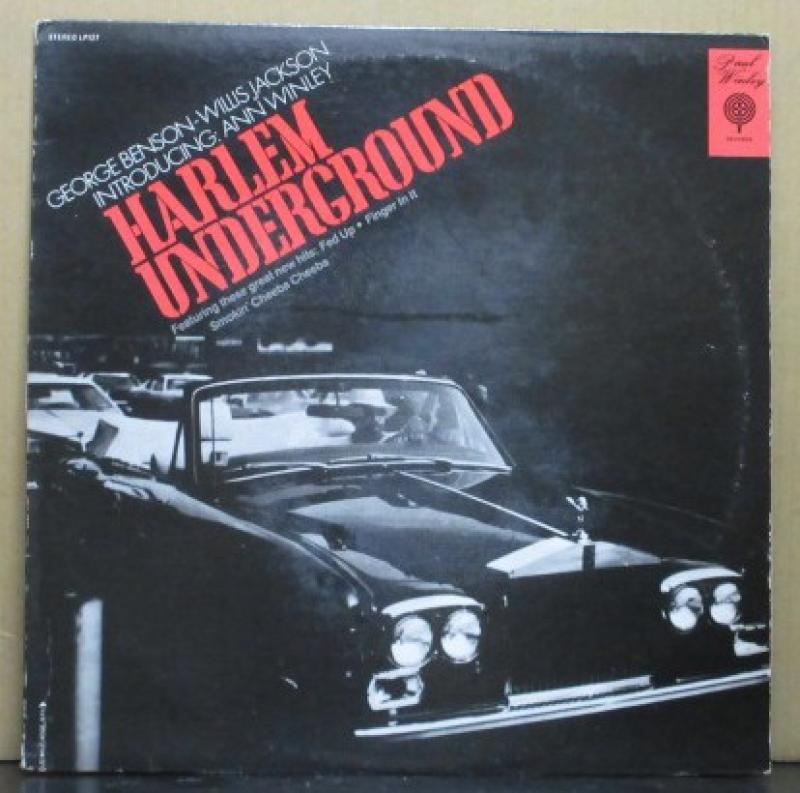 STEREO LP127
GEORGE BENSON·WILLIS JACKSON
INTRODUCING: ANN WINLEY
HARLEM
UNDERGROUND
Featuring these great new hits: Fed Up • Finger In It
Smokin' Cheeba Cheeba
Paul
Winley
RECORDS